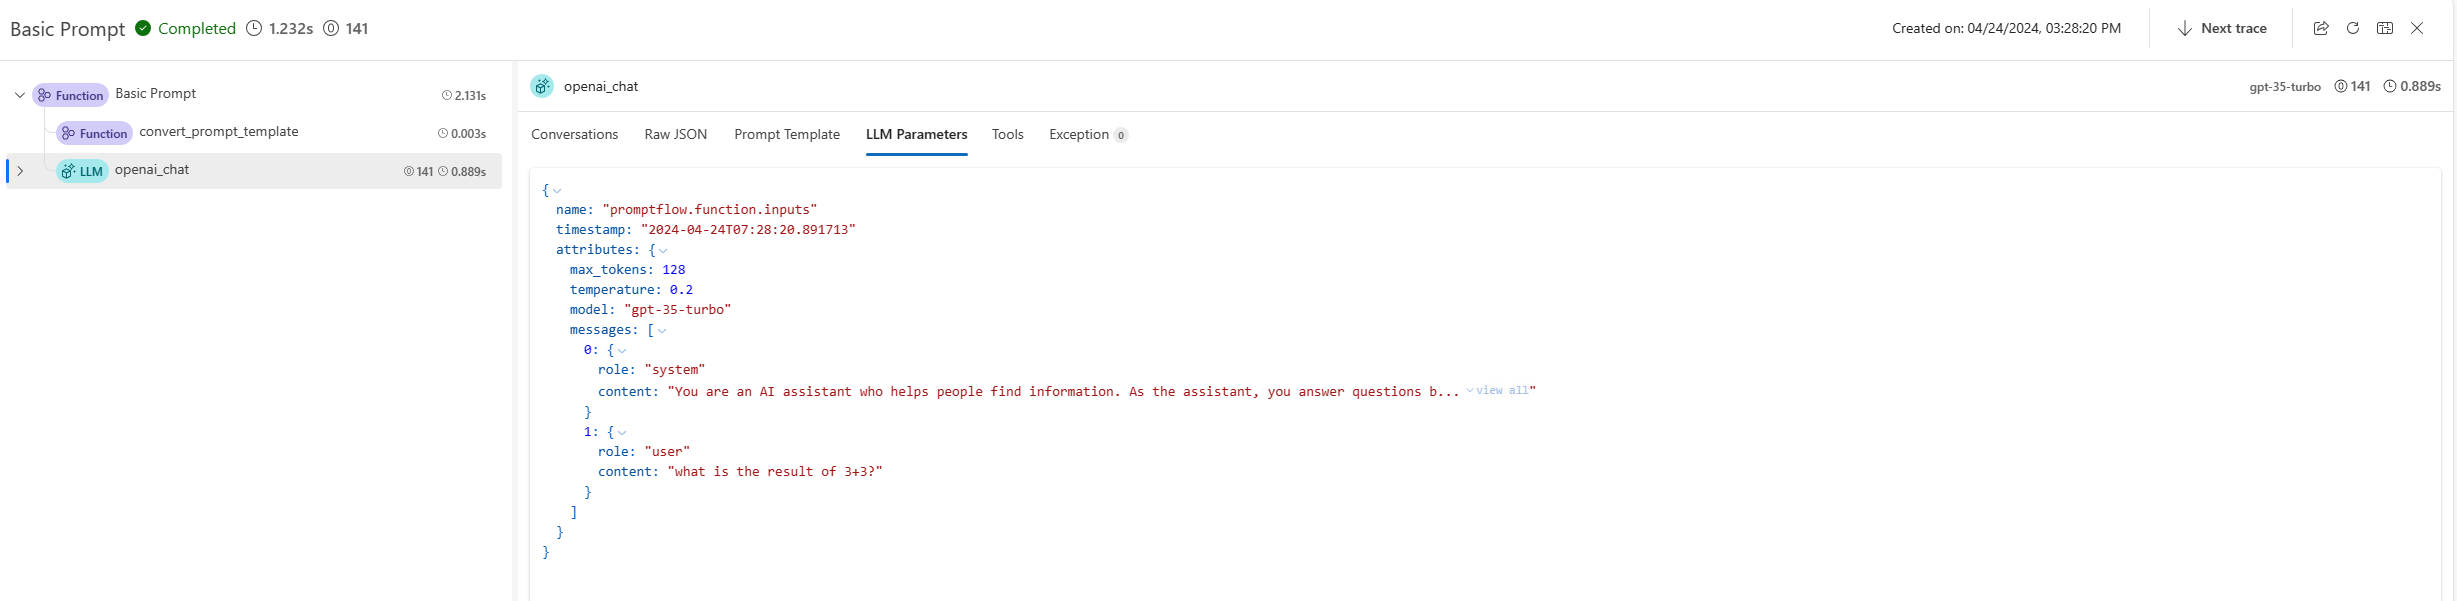 Basic Prompt Completed 1.232s 141 Created on: 04/24/2024, 03:28:20 PM Next trace
Function Basic Prompt 2.131s
Function convert_prompt_template 0.003s
LLM openai_chat 141 0.889s
openai_chat gpt-35-turbo 141 0.889s
Conversations Raw JSON Prompt Template LLM Parameters Tools Exception 0
{
name: "promptflow.function.inputs"
timestamp: "2024-04-24T07:28:20.891713"
attributes: {
max_tokens: 128
temperature: 0.2
model: "gpt-35-turbo"
messages: [
0: {
role: "system"
content: "You are an AI assistant who helps people find information. As the assistant, you answer questions b... view all"
}
1: {
role: "user"
content: "what is the result of 3+3?"
}
]
}
}